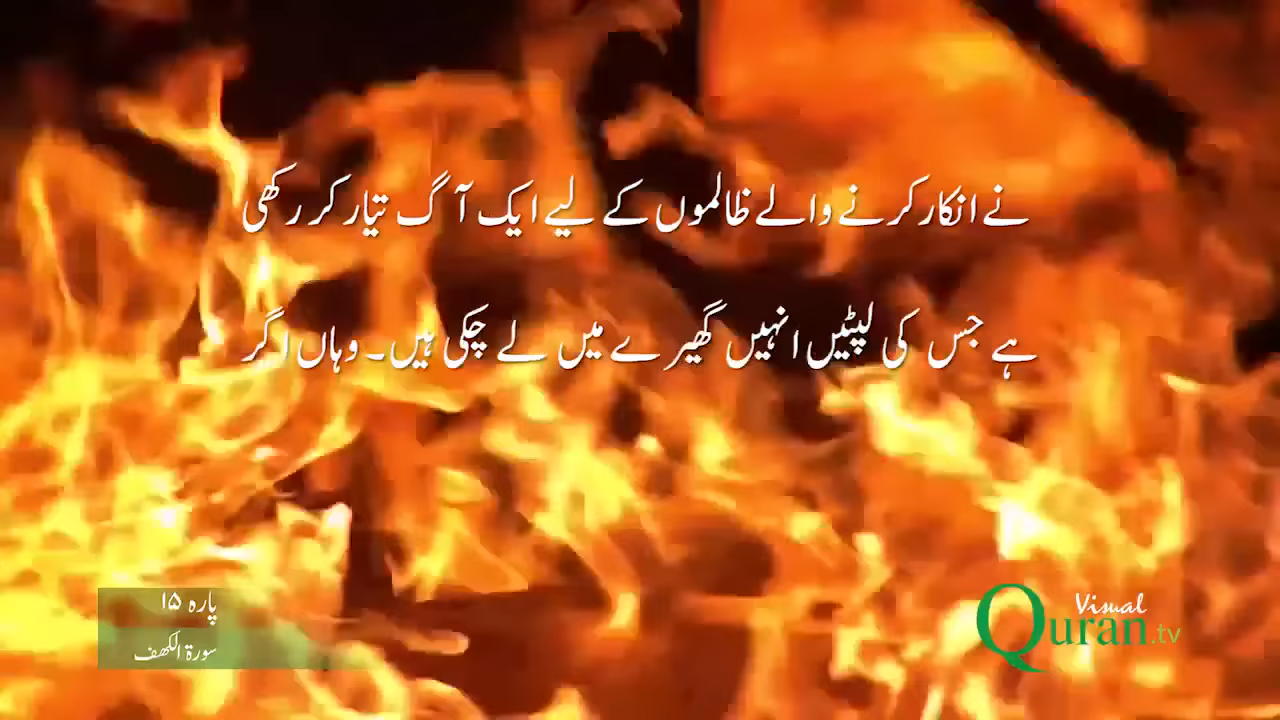 نے انکار کرنے والے ظالموں کے لیے ایک آگ تیار کر رکھی
ہے جس کی لپٹیں انہیں گھیرے میں لے چکی ہیں۔ وہاں اگر
پارہ ۱۵
سورۃ الکھف
Visual
Quran.tv